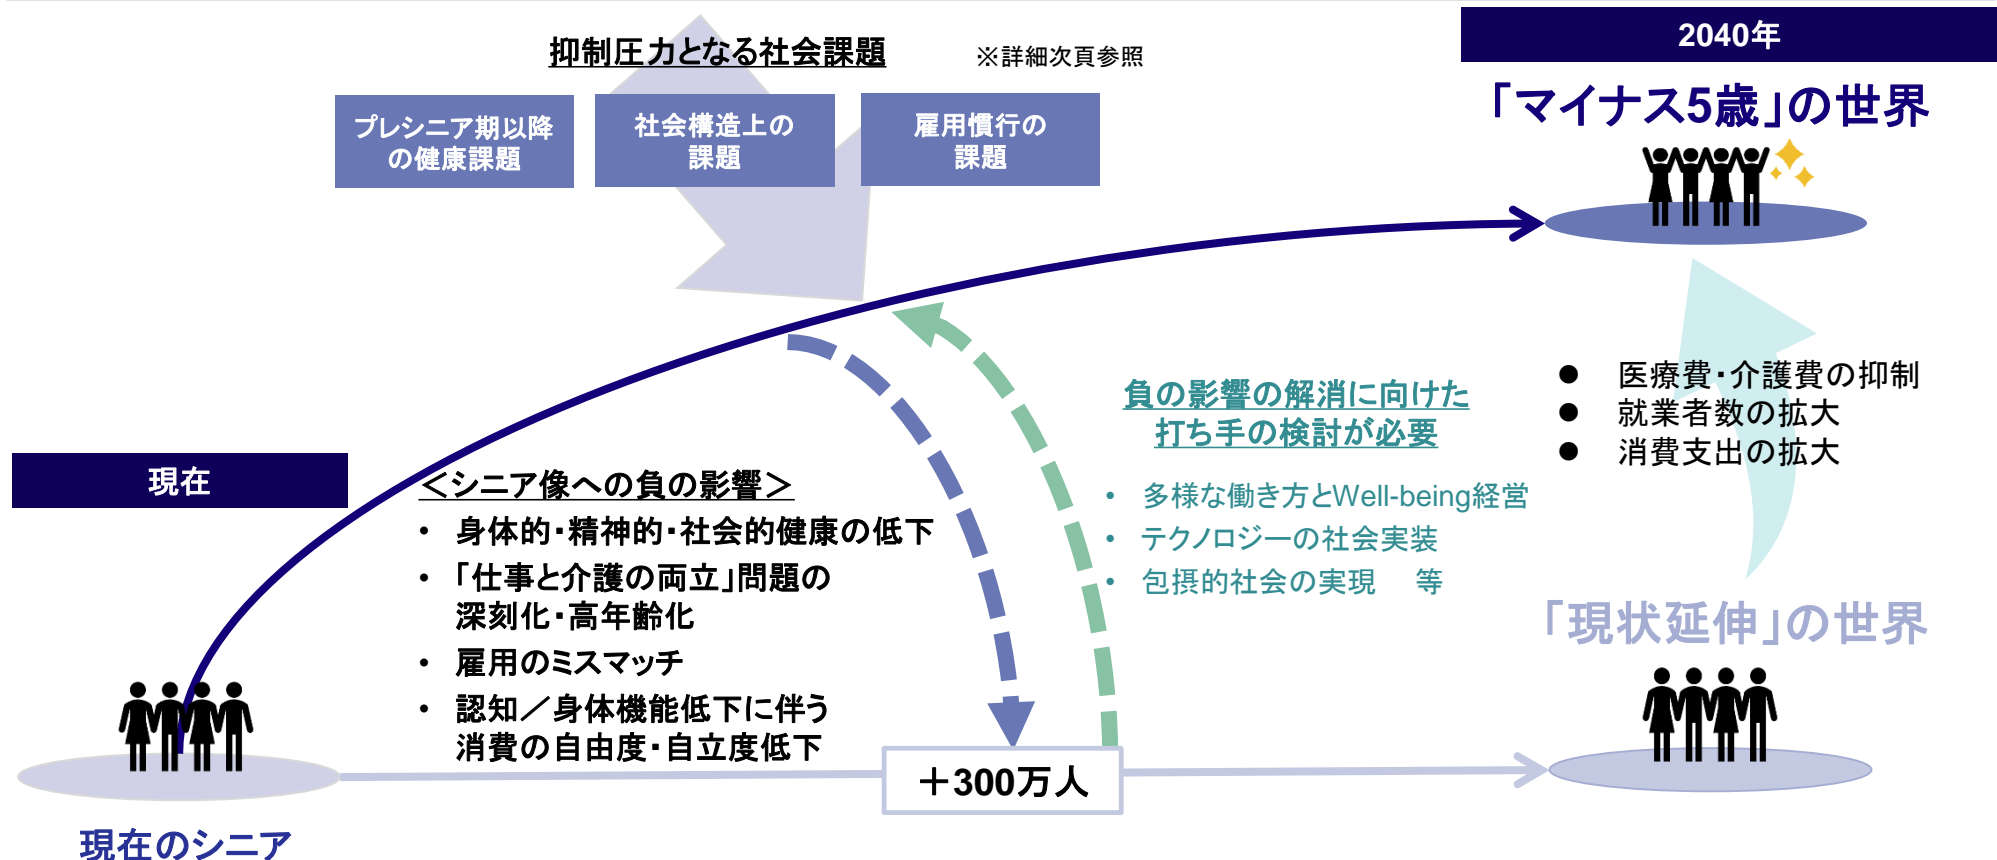 抑制圧力となる社会課題
※詳細次頁参照
プレシニア期以降
の健康課題
社会構造上の
課題
雇用慣行の
課題
2040年
「マイナス5歳」の世界
現在
＜シニア像への負の影響＞
• 身体的・精神的・社会的健康の低下
• 「仕事と介護の両立」問題の
深刻化・高年齢化
• 雇用のミスマッチ
• 認知／身体機能低下に伴う
消費の自由度・自立度低下
負の影響の解消に向けた
打ち手の検討が必要
• 多様な働き方とWell-being経営
• テクノロジーの社会実装
• 包摂的社会の実現　等
● 医療費・介護費の抑制
● 就業者数の拡大
● 消費支出の拡大
「現状延伸」の世界
＋300万人
現在のシニア